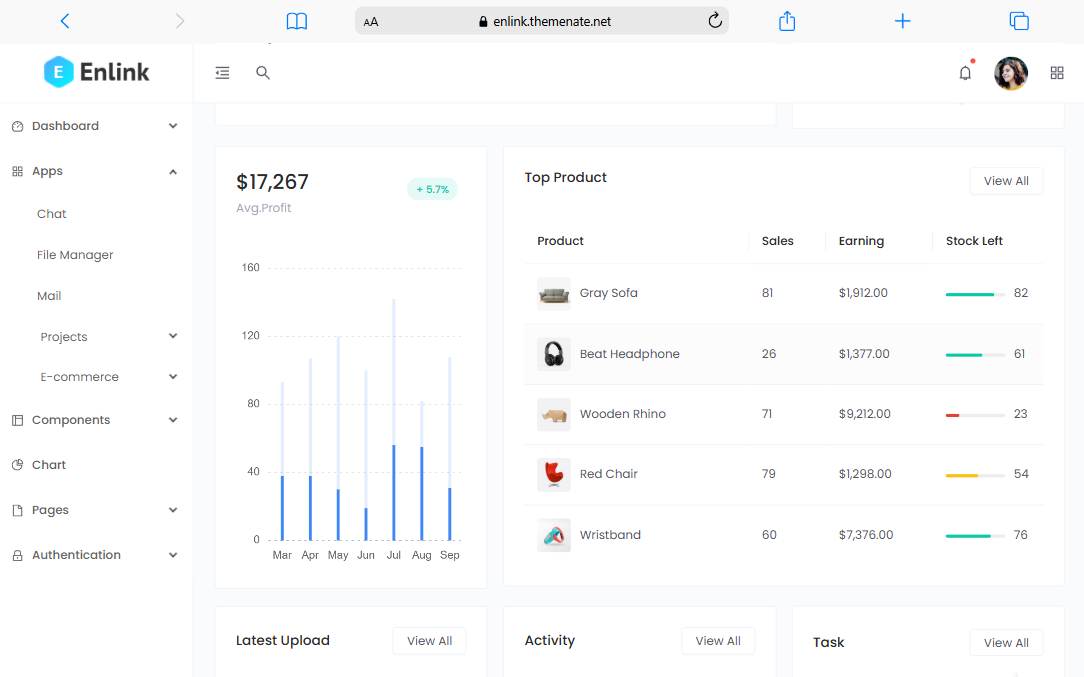 AA enlink.themenate.net
E Enlink
Dashboard
Apps
Chat
File Manager
Mail
Projects
E-commerce
Components
Chart
Pages
Authentication
$17,267
+ 5.7%
Avg.Profit
160
120
80
40
0
Mar Apr May Jun Jul Aug Sep
Top Product
View All
Product Sales Earning Stock Left
Gray Sofa 81 $1,912.00 82
Beat Headphone 26 $1,377.00 61
Wooden Rhino 71 $9,212.00 23
Red Chair 79 $1,298.00 54
Wristband 60 $7,376.00 76
Latest Upload View All
Activity View All
Task View All